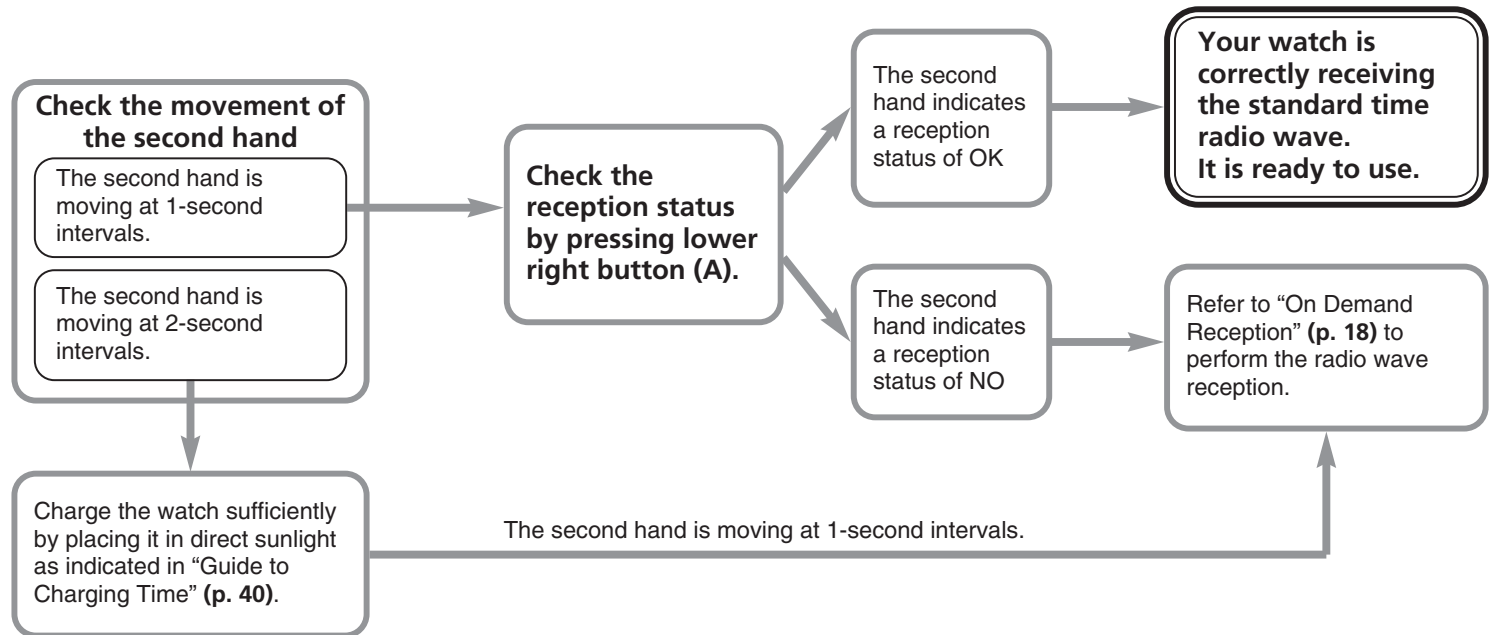 Check the movement of
the second hand
The second hand is
moving at 1-second
intervals.
The second hand is
moving at 2-second
intervals.
Check the
reception status
by pressing lower
right button (A).
The second
hand indicates
a reception
status of OK
Your watch is
correctly receiving
the standard time
radio wave.
It is ready to use.
The second
hand indicates
a reception
status of NO
Refer to “On Demand
Reception” (p. 18) to
perform the radio wave
reception.
Charge the watch sufficiently
by placing it in direct sunlight
as indicated in “Guide to
Charging Time” (p. 40).
The second hand is moving at 1-second intervals.